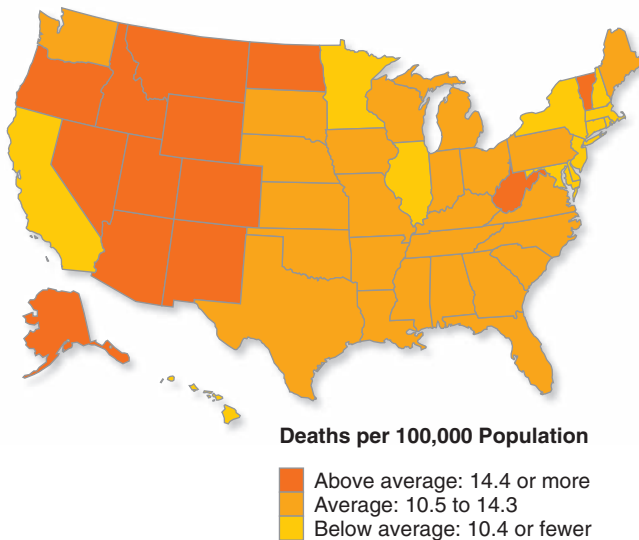 Deaths per 100,000 Population
Above average: 14.4 or more
Average: 10.5 to 14.3
Below average: 10.4 or fewer